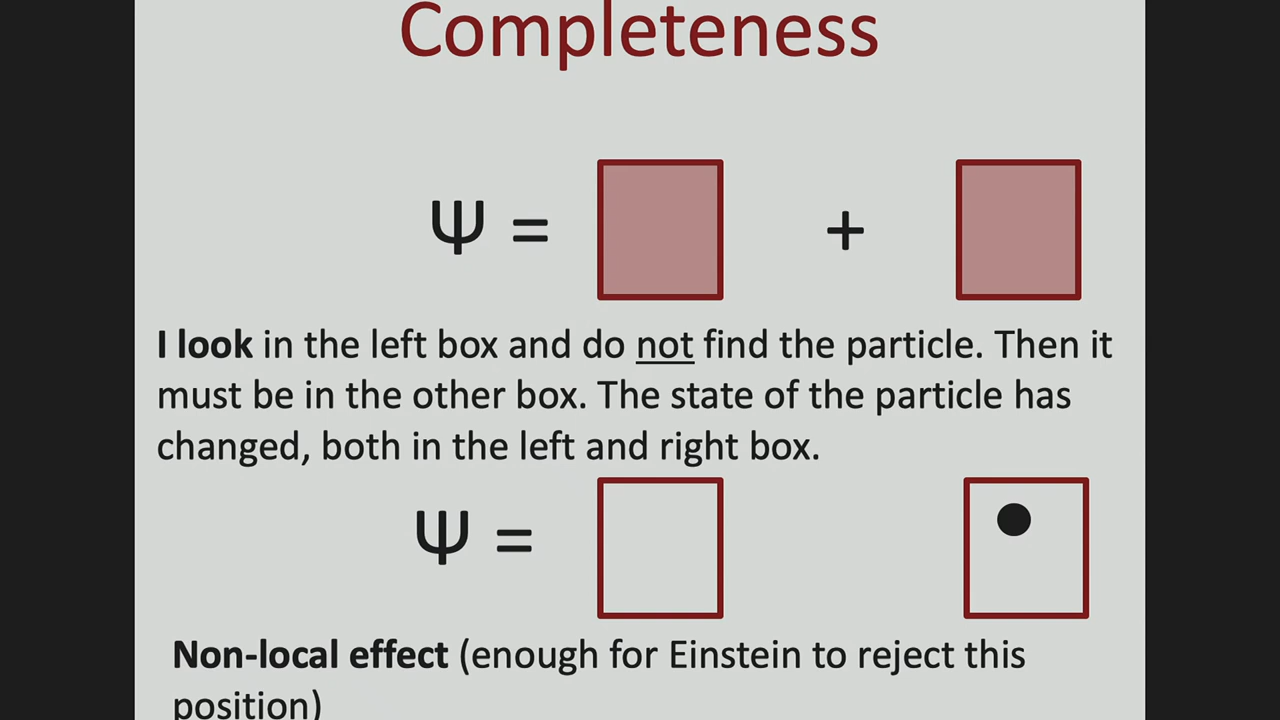 Completeness
Ψ = +
I look in the left box and do not find the particle. Then it
must be in the other box. The state of the particle has
changed, both in the left and right box.
Ψ =
Non-local effect (enough for Einstein to reject this
position)